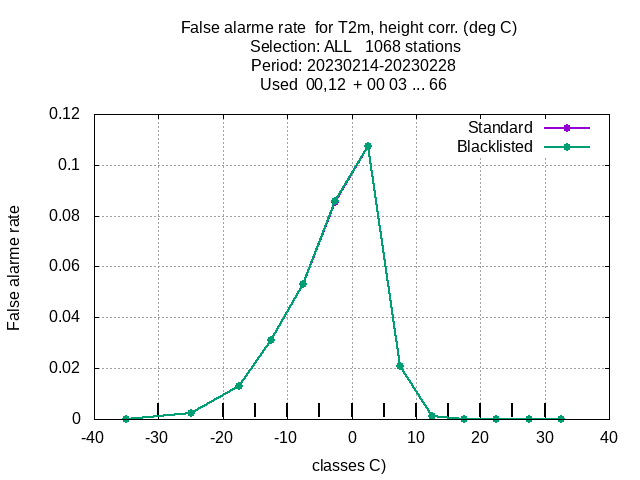 False alarme rate  for T2m, height corr. (deg C)
Selection: ALL   1068 stations
Period: 20230214-20230228
Used  00,12  + 00 03 ... 66
Standard
Blacklisted
False alarme rate
0.12
0.1
0.08
0.06
0.04
0.02
0
-40 -30 -20 -10 0 10 20 30 40
classes C)